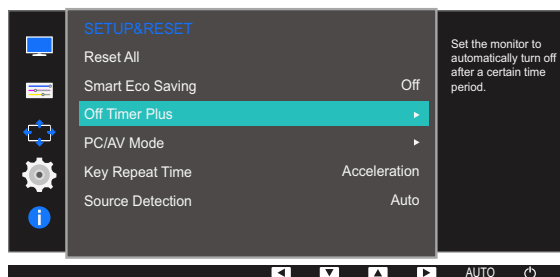 SETUP&RESET
Reset All
Smart Eco Saving Off
Off Timer Plus
PC/AV Mode
Key Repeat Time Acceleration
Source Detection Auto
Set the monitor to
automatically turn off
after a certain time
period.
AUTO